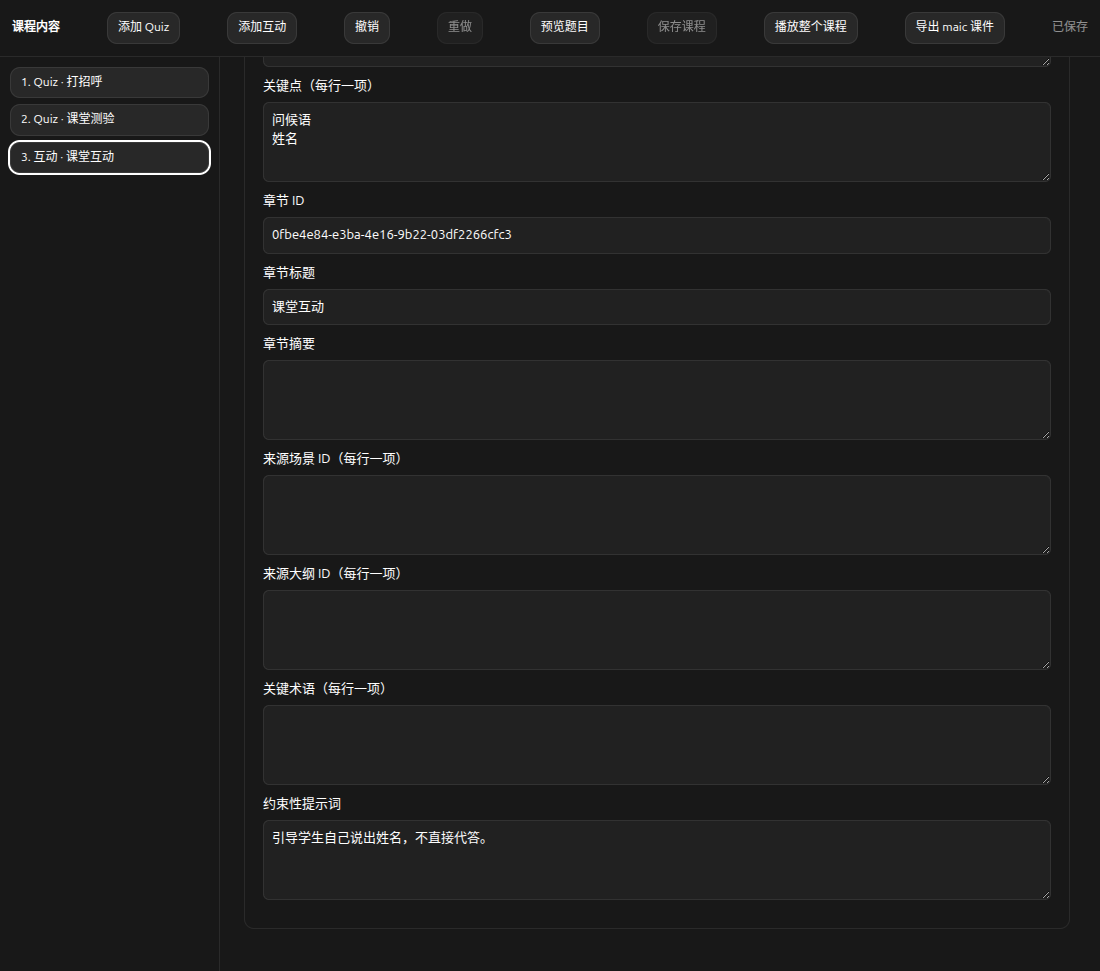 课程内容
添加 Quiz
添加互动
撤销
重做
预览题目
保存课程
播放整个课程
导出 maic 课件
已保存
1. Quiz · 打招呼
2. Quiz · 课堂测验
3. 互动 · 课堂互动
关键点（每行一项）
问候语
姓名
章节 ID
0fbe4e84-e3ba-4e16-9b22-03df2266cfc3
章节标题
课堂互动
章节摘要
来源场景 ID（每行一项）
来源大纲 ID（每行一项）
关键术语（每行一项）
约束性提示词
引导学生自己说出姓名，不直接代答。